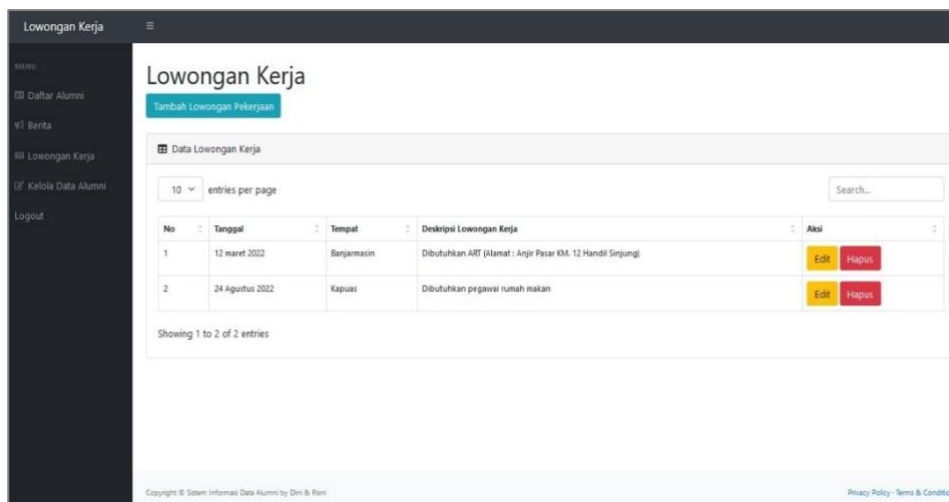 Lowongan Kerja
MENU
Daftar Alumni
Berita
Lowongan Kerja
Kelola Data Alumni
Logout
Lowongan Kerja
Tambah Lowongan Pekerjaan
Data Lowongan Kerja
10 entries per page
Search...
No Tanggal Tempat Deskripsi Lowongan Kerja Aksi
1 12 maret 2022 Banjarmasin Dibutuhkan ART (Alamat : Anjir Pasar KM. 12 Handil Sinjung) Edit Hapus
2 24 Agustus 2022 Kapuas Dibutuhkan pegawai rumah makan Edit Hapus
Showing 1 to 2 of 2 entries
Copyright © Sistem Informasi Data Alumni by Dini &
Privacy Policy · Terms & Conditio